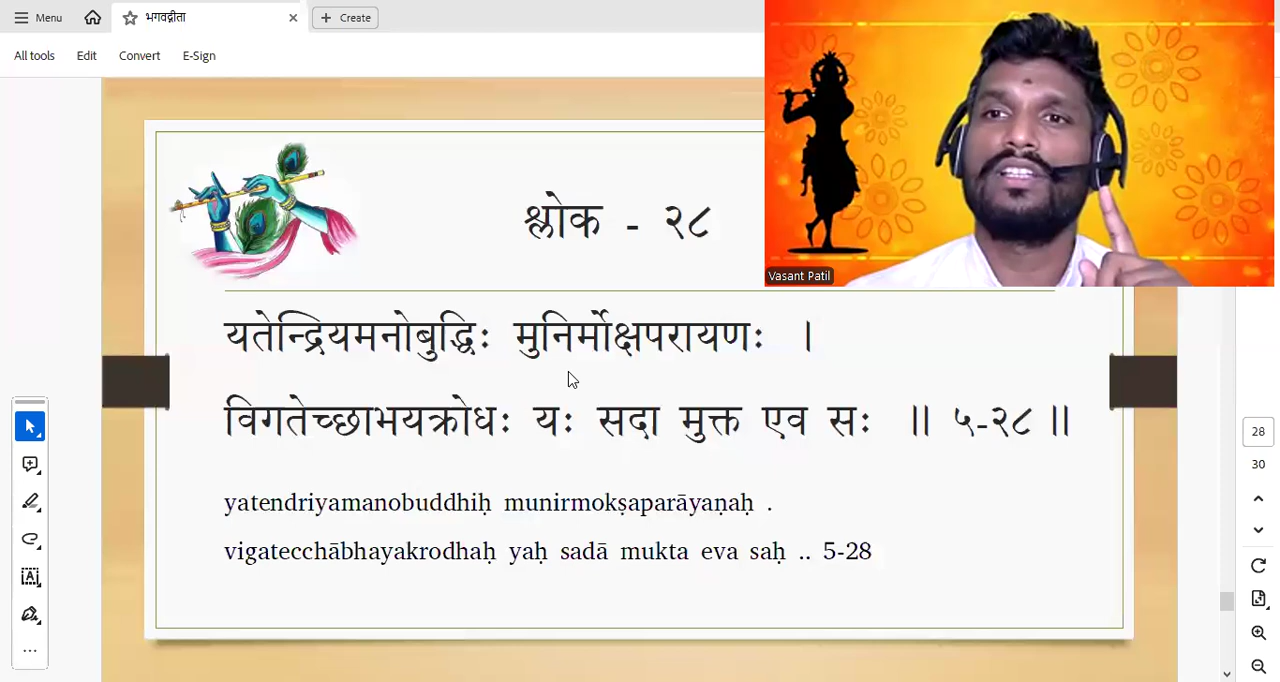 Menu
भगवद्गीता
Create
All tools
Edit
Convert
E-Sign
Vasant Patil
श्लोक - २८
यतेन्द्रियमनोबुद्धिः मुनिर्मोक्षपरायणः ।
विगतेच्छाभयक्रोधः यः सदा मुक्त एव सः ॥ ५-२८ ॥
yatendriyamanobuddhiḥ munirmokṣaparāyaṇaḥ .
vigatecchābhayakrodhaḥ yaḥ sadā mukta eva saḥ .. 5-28
28
30